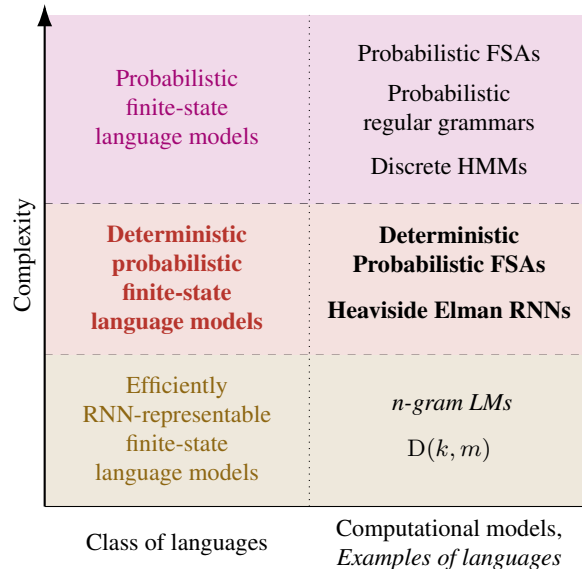 Complexity
Probabilistic
finite-state
language models
Probabilistic FSAs
Probabilistic
regular grammars
Discrete HMMs
Deterministic
probabilistic
finite-state
language models
Deterministic
Probabilistic FSAs
Heaviside Elman RNNs
Efficiently
RNN-representable
finite-state
language models
n-gram LMs
D(k, m)
Class of languages
Computational models,
Examples of languages